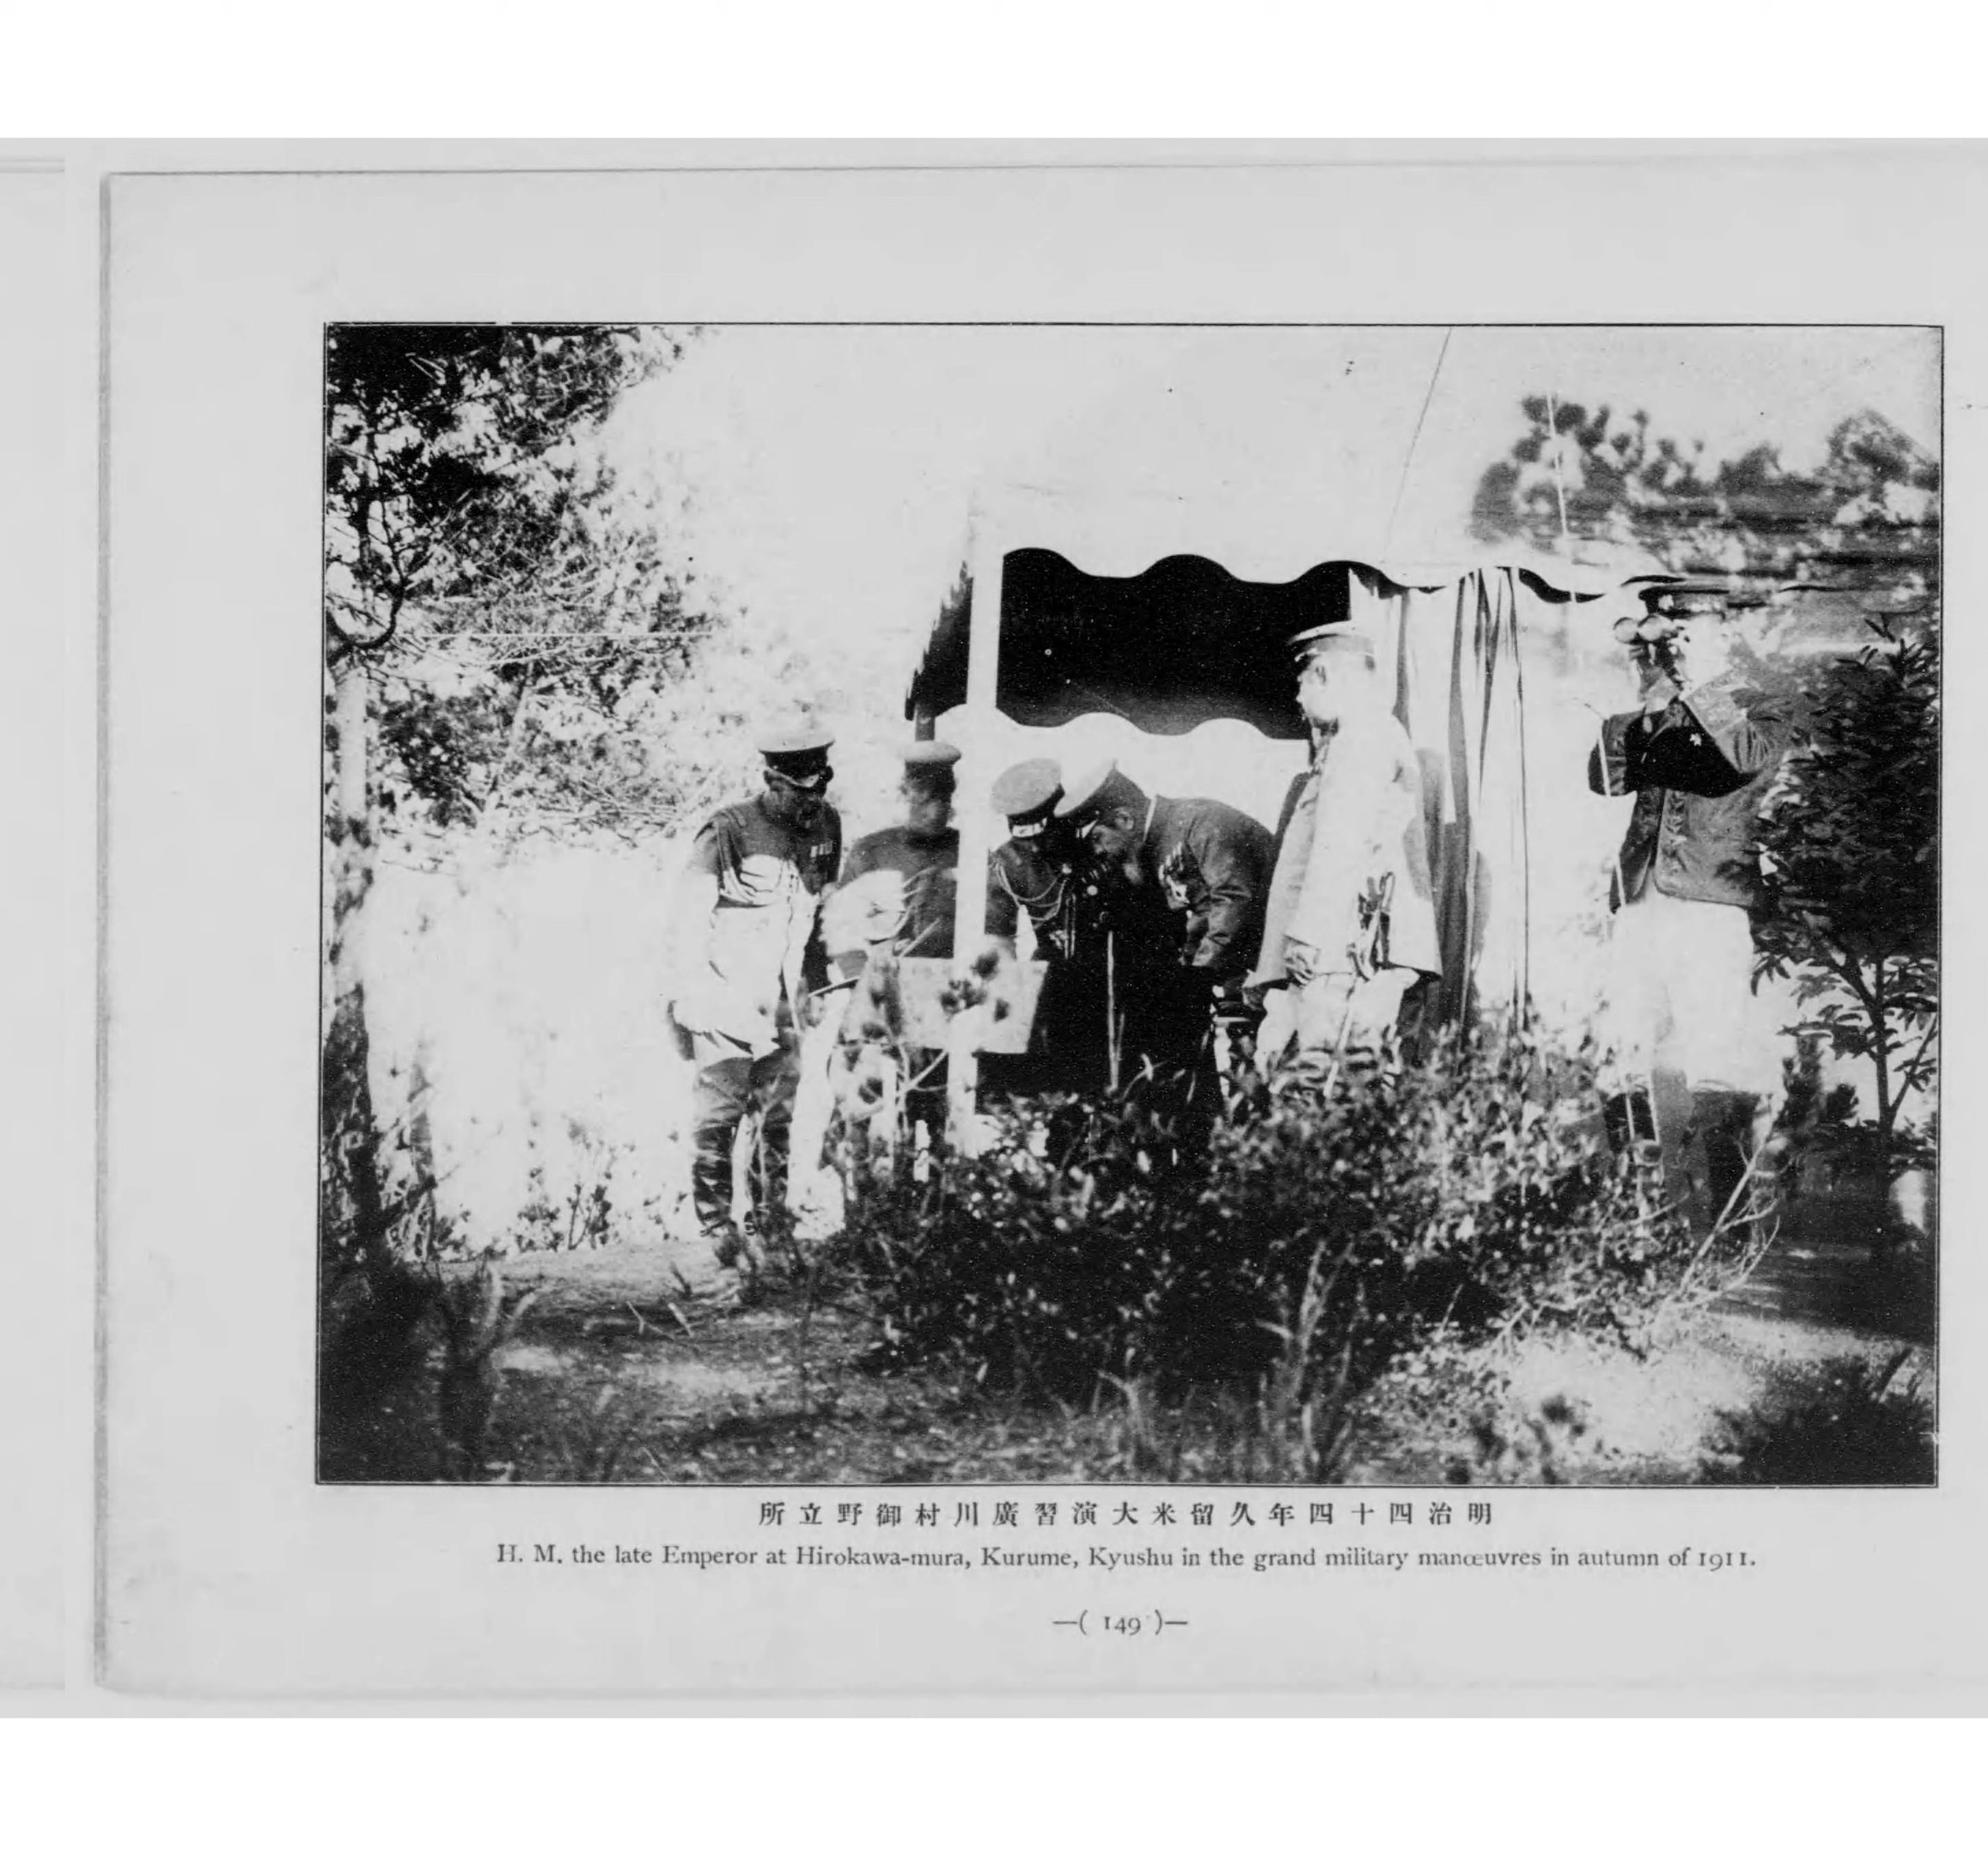 明治四十四年久留米大演習廣川村御野立所
H. M. the late Emperor at Hirokawa-mura, Kurume, Kyushu in the grand military manœuvres in autumn of 1911.
—( 149 )—